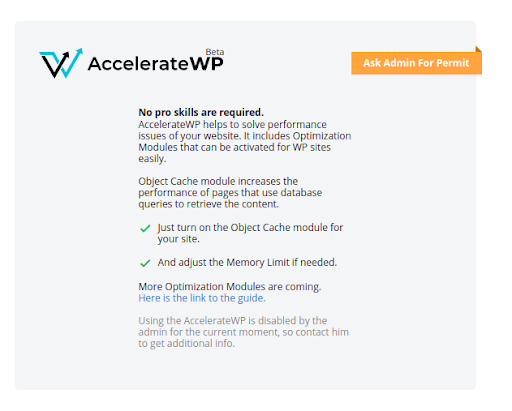 Beta
AccelerateWP
Ask Admin For Permit
No pro skills are required.
AccelerateWP helps to solve performance
issues of your website. It includes Optimization
Modules that can be activated for WP sites
easily.
Object Cache module increases the
performance of pages that use database
queries to retrieve the content.
Just turn on the Object Cache module for
your site.
And adjust the Memory Limit if needed.
More Optimization Modules are coming.
Here is the link to the guide.
Using the AccelerateWP is disabled by the
admin for the current moment, so contact him
to get additional info.